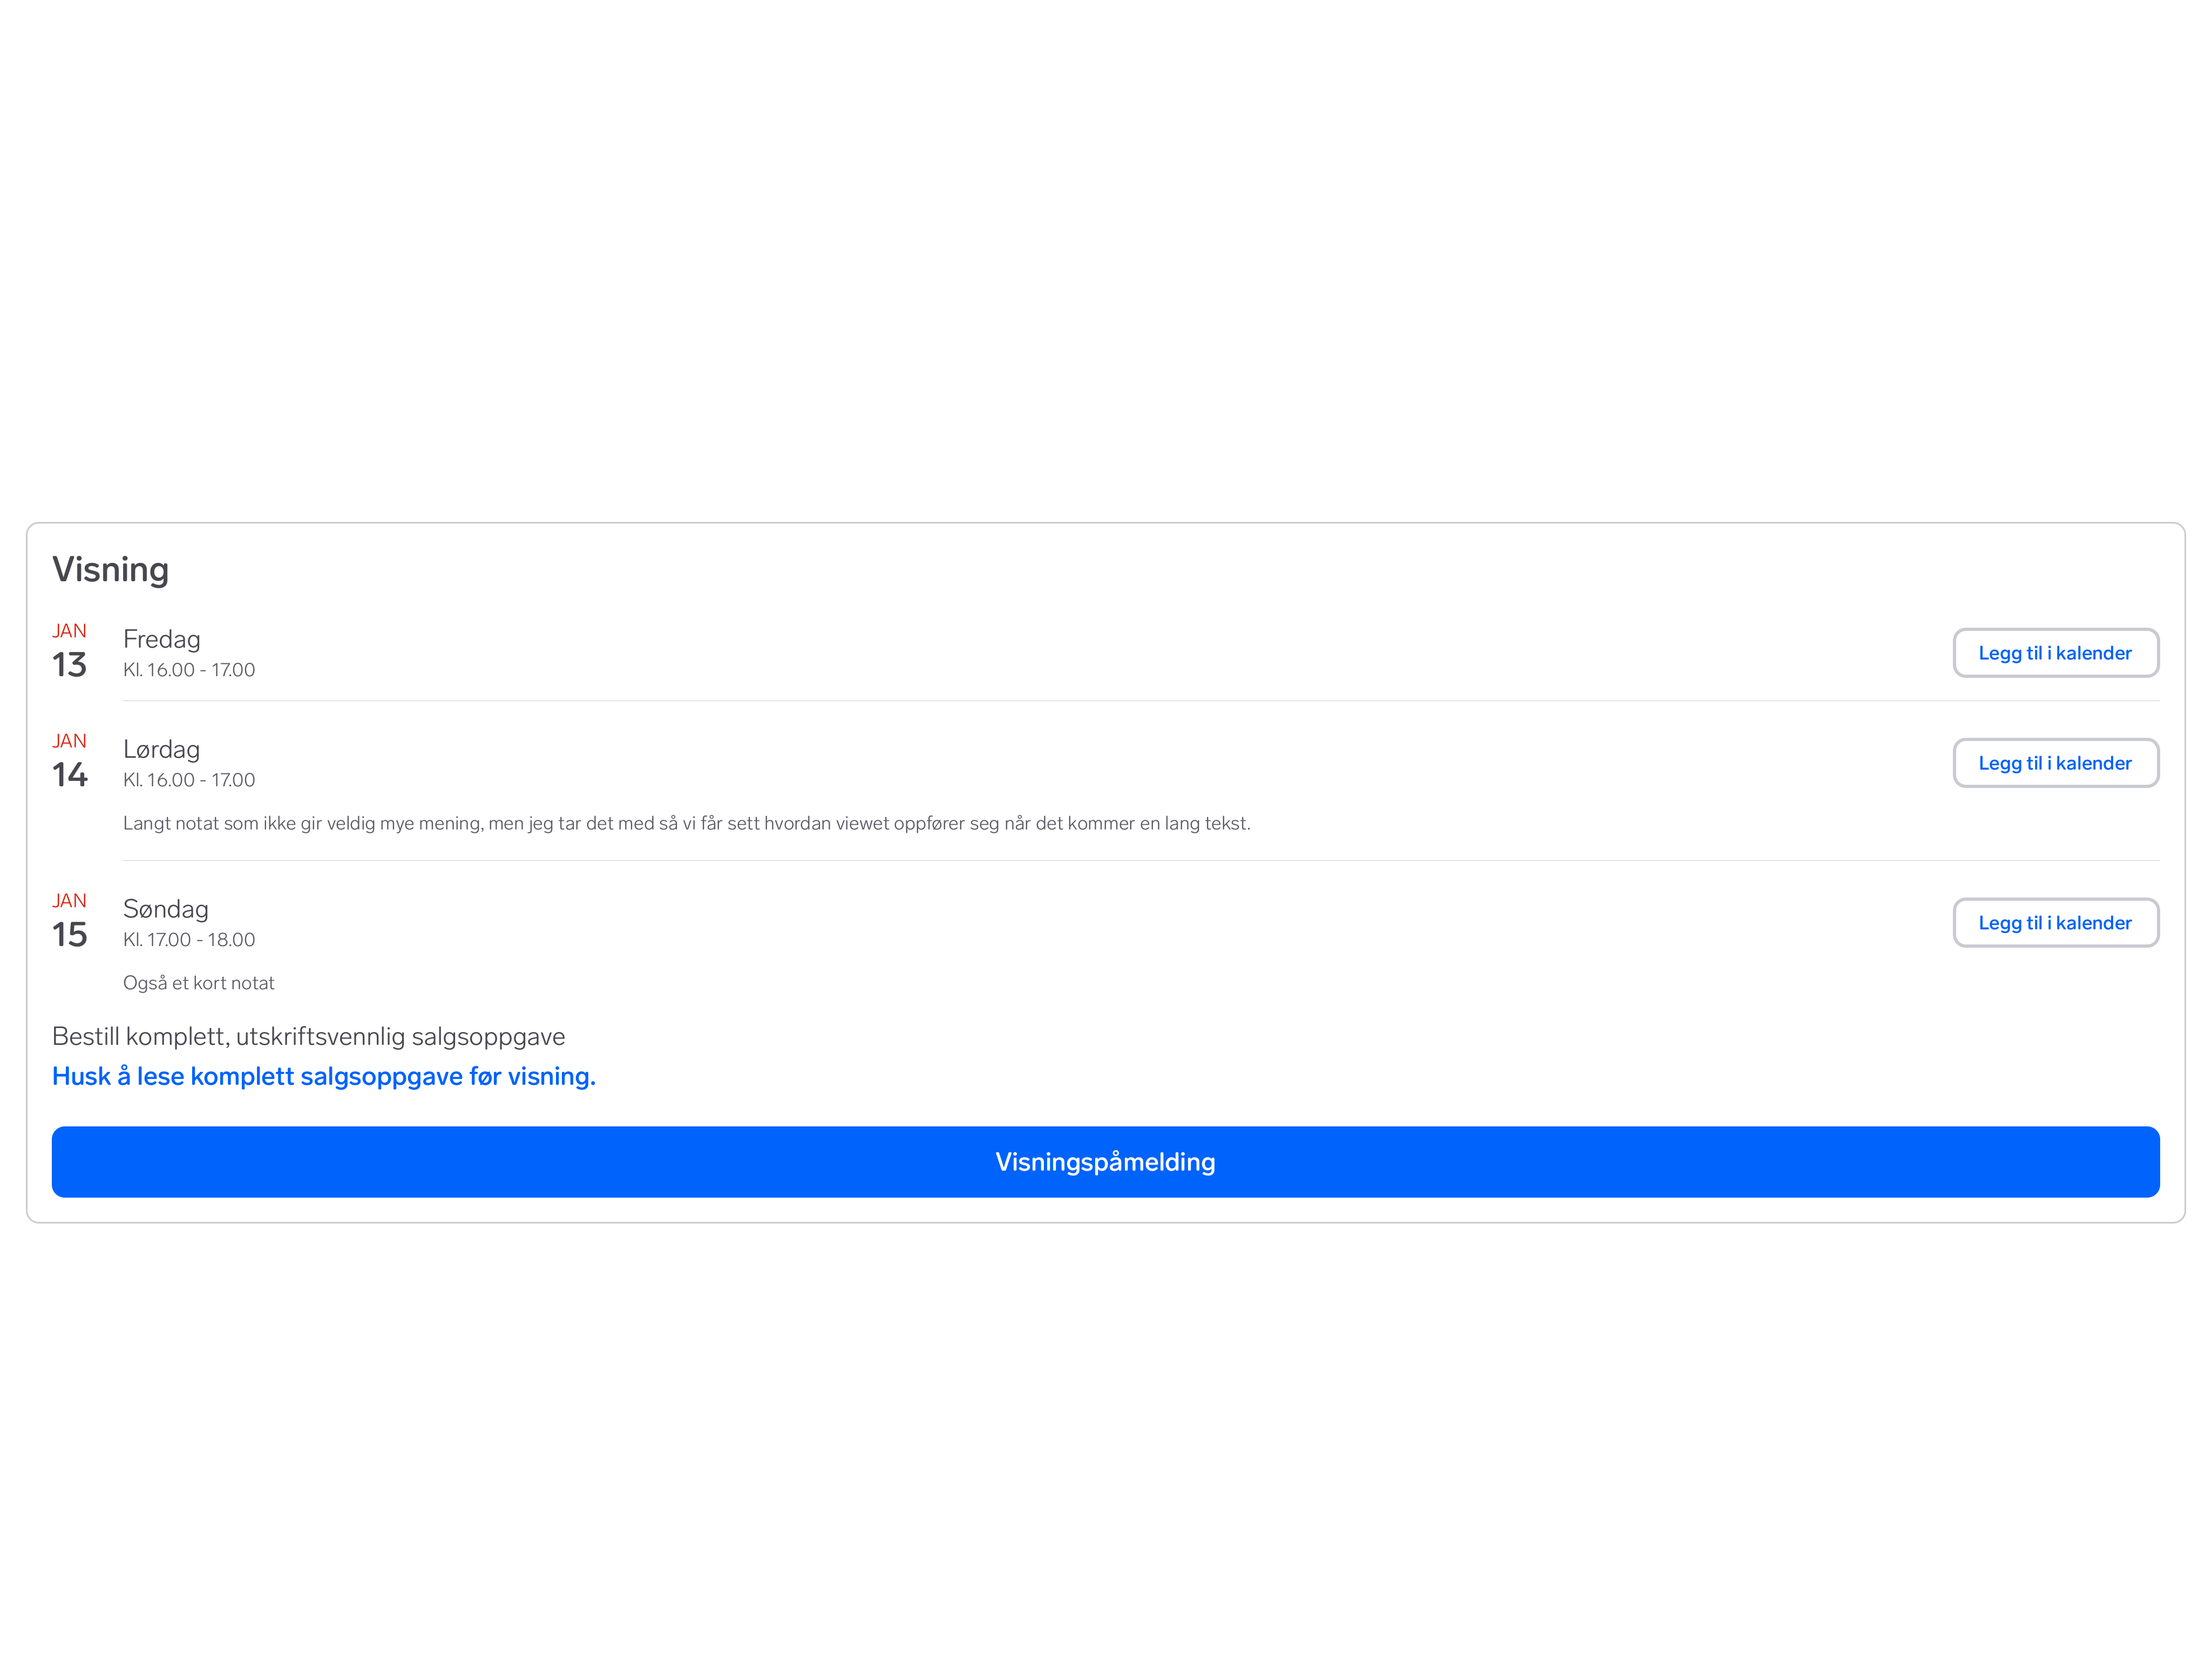 Visning
JAN
13
Fredag
Kl. 16.00 - 17.00
Legg til i kalender
JAN
14
Lørdag
Kl. 16.00 - 17.00
Legg til i kalender
Langt notat som ikke gir veldig mye mening, men jeg tar det med så vi får sett hvordan viewet oppfører seg når det kommer en lang tekst.
JAN
15
Søndag
Kl. 17.00 - 18.00
Legg til i kalender
Også et kort notat
Bestill komplett, utskriftsvennlig salgsoppgave
Husk å lese komplett salgsoppgave før visning.
Visningspåmelding